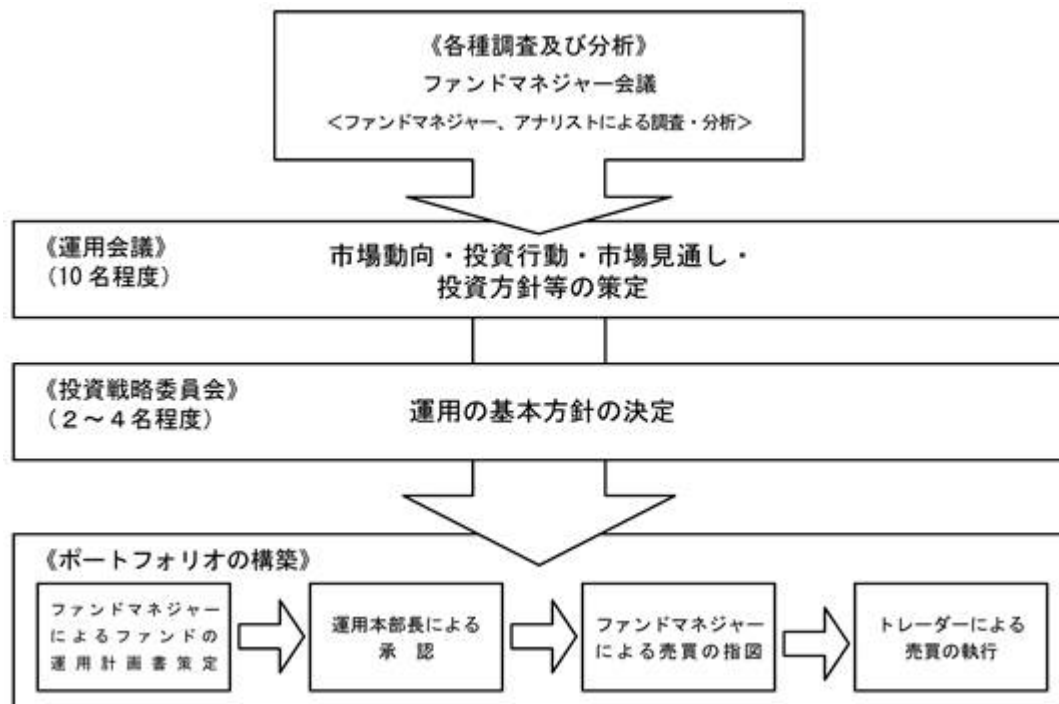 《各種調査及び分析》
ファンドマネジャー会議
<ファンドマネジャー、アナリストによる調査・分析>
《運用会議》
(10名程度)
市場動向・投資行動・市場見通し・
投資方針等の策定
《投資戦略委員会》
(2~4名程度)
運用の基本方針の決定
《ポートフォリオの構築》
ファンドマネジャー
によるファンドの
運用計画書策定
運用本部長による
承 認
ファンドマネジャー
による売買の指図
トレーダーによる
売買の執行